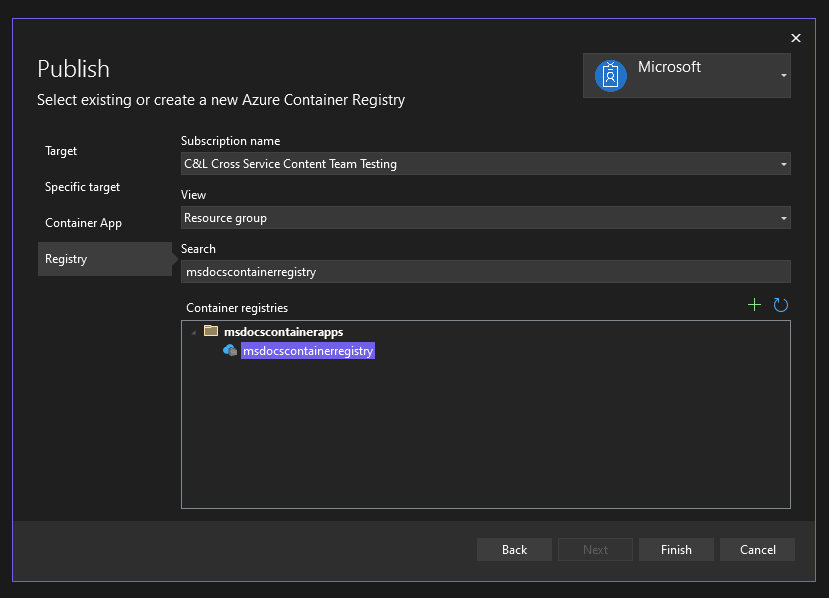 Publish
Microsoft
Select existing or create a new Azure Container Registry
Target
Specific target
Container App
Registry
Subscription name
C&L Cross Service Content Team Testing
View
Resource group
Search
msdocscontainerregistry
Container registries
msdocscontainerapps
msdocscontainerregistry
Back
Next
Finish
Cancel